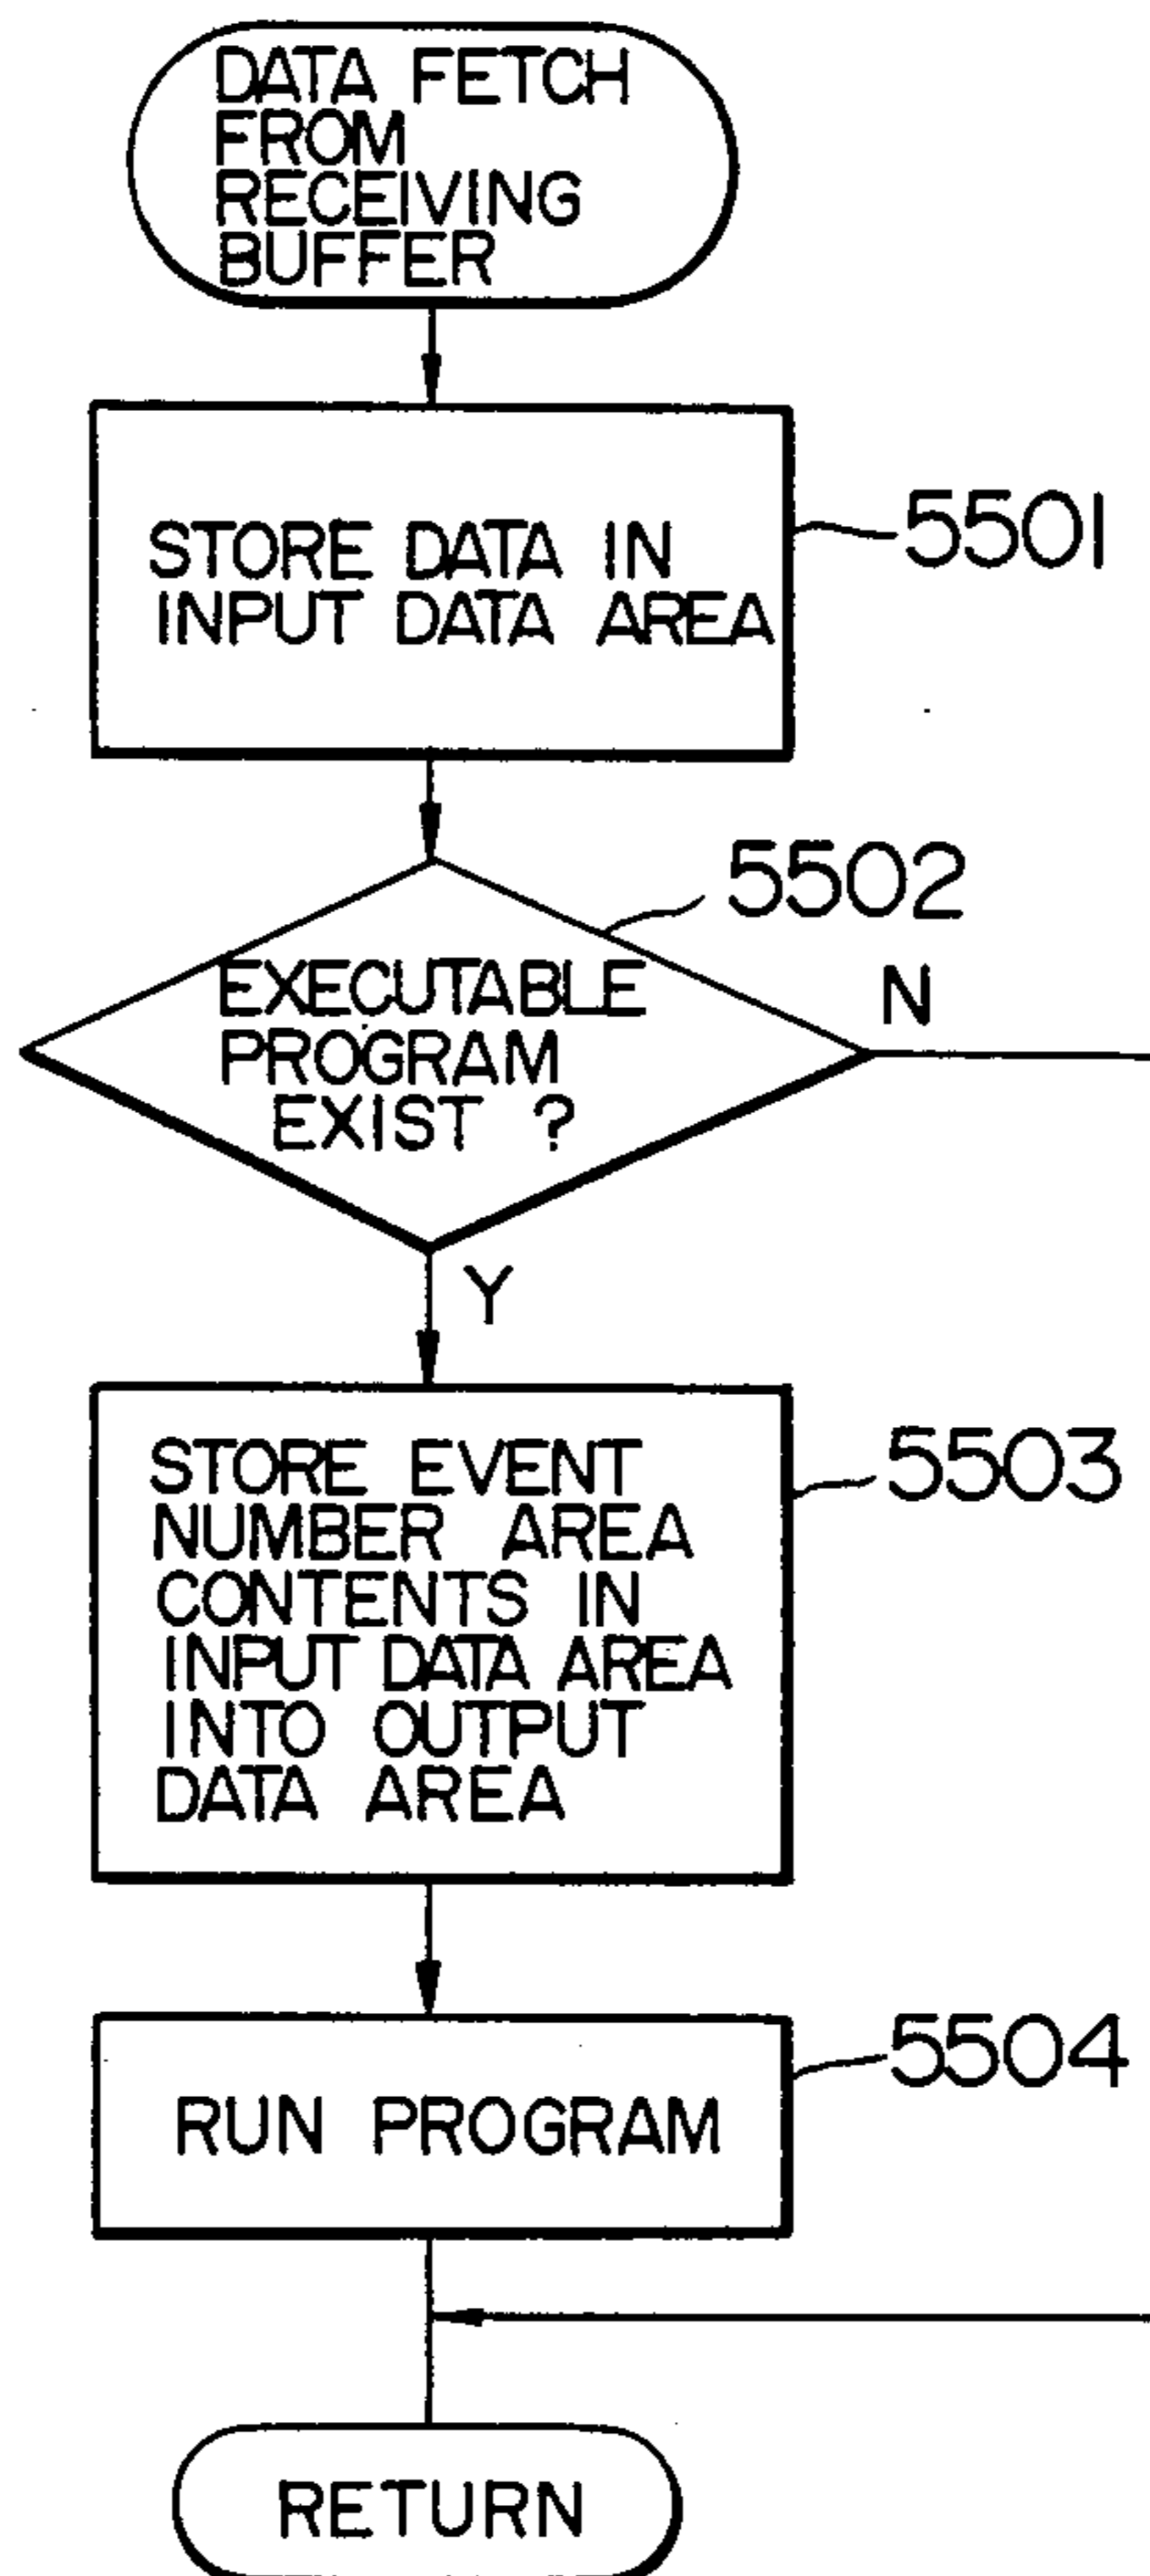 DATA FETCH
FROM
RECEIVING
BUFFER
STORE DATA IN
INPUT DATA AREA
5501
5502
EXECUTABLE
PROGRAM
EXIST ?
N
Y
STORE EVENT
NUMBER AREA
CONTENTS IN
INPUT DATA AREA
INTO OUTPUT
DATA AREA
5503
RUN PROGRAM
5504
RETURN